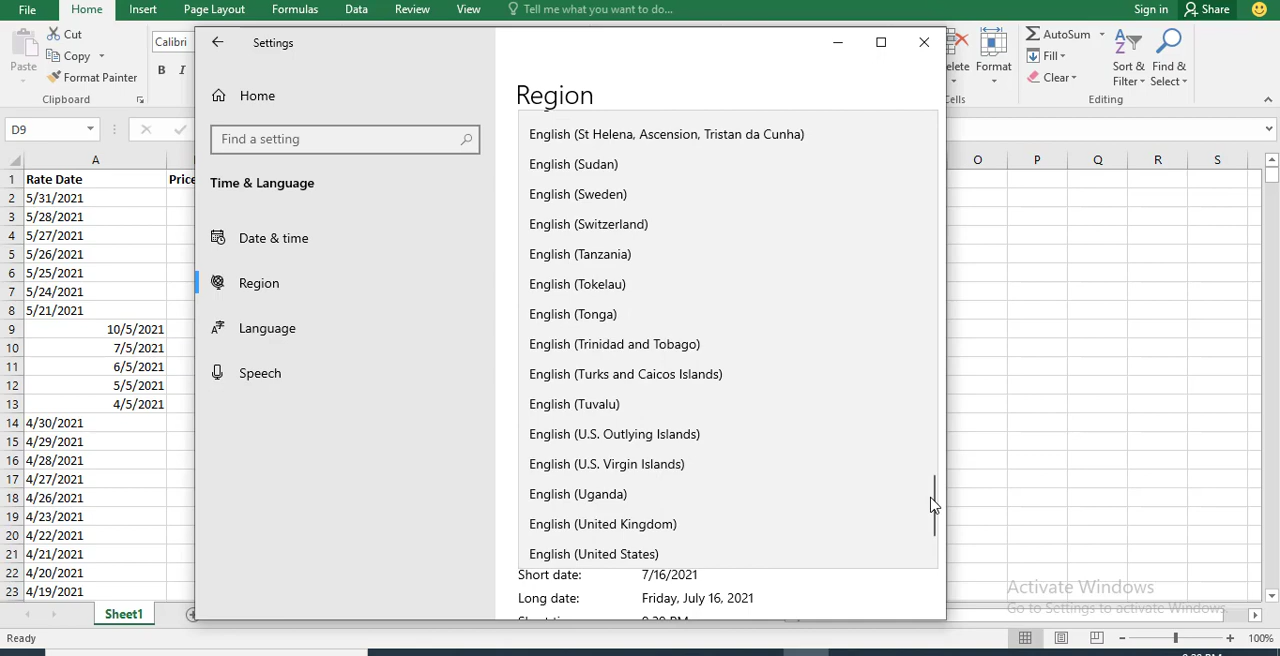 File Home Insert Page Layout Formulas Data Review View Tell me what you want to do... Sign in Share
Paste
Cut
Copy
Format Painter
Clipboard
Calibri
B I
Format
Cells
AutoSum
Fill
Clear
Sort & Filter
Find & Select
Editing
D9
A O P Q R S
1 Rate Date
2 5/31/2021
3 5/28/2021
4 5/27/2021
5 5/26/2021
6 5/25/2021
7 5/24/2021
8 5/21/2021
9 10/5/2021
10 7/5/2021
11 6/5/2021
12 5/5/2021
13 4/5/2021
14 4/30/2021
15 4/29/2021
16 4/28/2021
17 4/27/2021
18 4/26/2021
19 4/23/2021
20 4/22/2021
21 4/21/2021
22 4/20/2021
23 4/19/2021
Settings
Home
Find a setting
Time & Language
Date & time
Region
Language
Speech
Region
English (St Helena, Ascension, Tristan da Cunha)
English (Sudan)
English (Sweden)
English (Switzerland)
English (Tanzania)
English (Tokelau)
English (Tonga)
English (Trinidad and Tobago)
English (Turks and Caicos Islands)
English (Tuvalu)
English (U.S. Outlying Islands)
English (U.S. Virgin Islands)
English (Uganda)
English (United Kingdom)
English (United States)
Short date: 7/16/2021
Long date: Friday, July 16, 2021
Activate Windows
Go to Settings to activate Windows.
Sheet1
Ready
100%